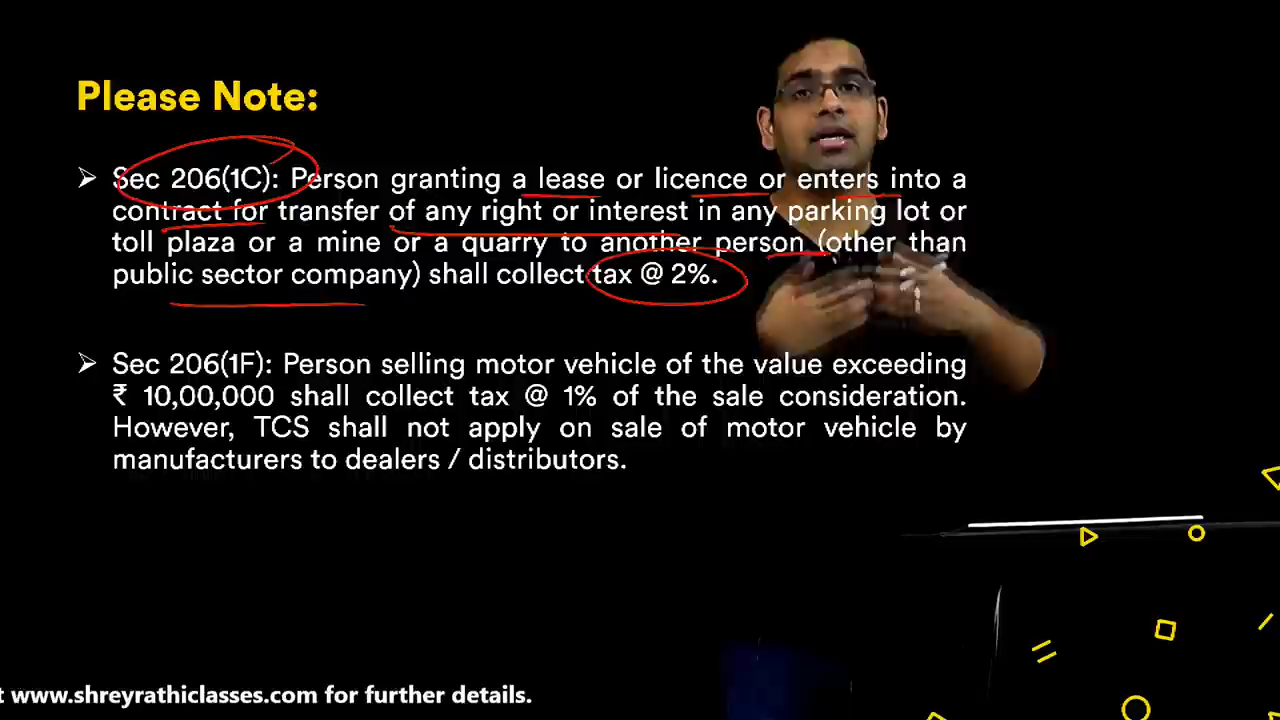 Please Note:
➢ Sec 206(1C): Person granting a lease or licence or enters into a
contract for transfer of any right or interest in any parking lot or
toll plaza or a mine or a quarry to another person (other than
public sector company) shall collect tax @ 2%.
➢ Sec 206(1F): Person selling motor vehicle of the value exceeding
₹ 10,00,000 shall collect tax @ 1% of the sale consideration.
However, TCS shall not apply on sale of motor vehicle by
manufacturers to dealers / distributors.
www.shreyrathiclasses.com for further details.